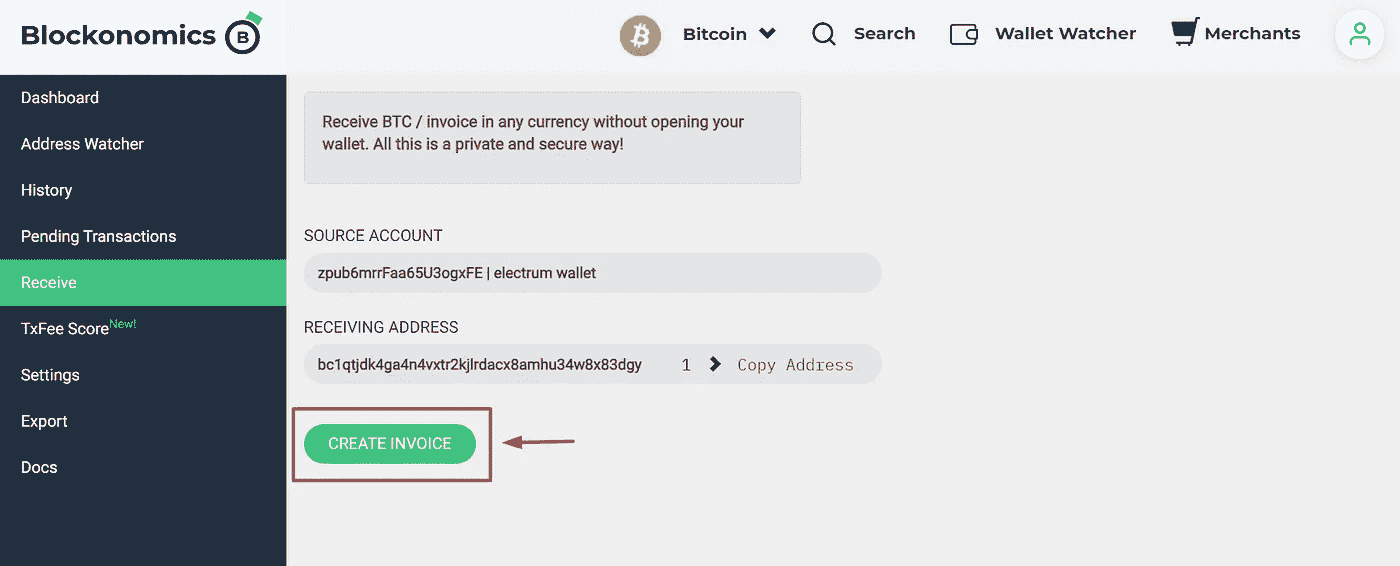 Blockonomics B
Bitcoin
Search
Wallet Watcher
Merchants
Dashboard
Address Watcher
History
Pending Transactions
Receive
TxFee Score New!
Settings
Export
Docs
Receive BTC / invoice in any currency without opening your
wallet. All this is a private and secure way!
SOURCE ACCOUNT
zpub6mrrFaa65U3ogxFE | electrum wallet
RECEIVING ADDRESS
bc1qtjdk4ga4n4vxtr2kjlrdacx8amhu34w8x83dgy 1 Copy Address
CREATE INVOICE